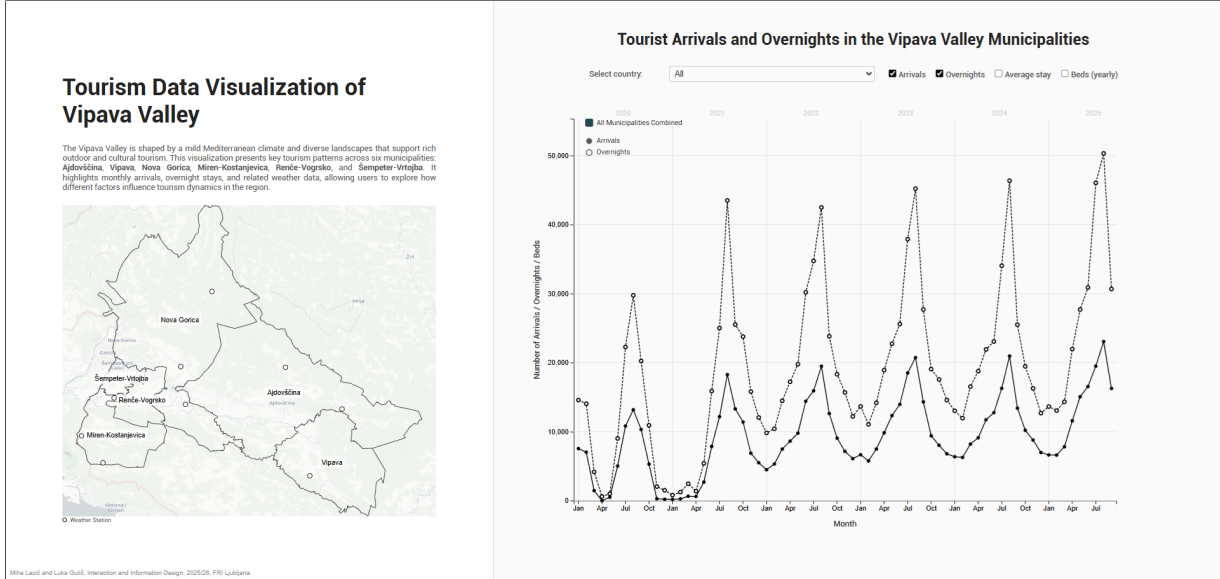 Tourism Data Visualization of
Vipava Valley
The Vipava Valley is shaped by a mild Mediterranean climate and diverse landscapes that support rich
outdoor and cultural tourism. This visualization presents key tourism patterns across six municipalities:
Ajdovščina, Vipava, Nova Gorica, Miren-Kostanjevica, Renče-Vogrsko, and Šempeter-Vrtojba. It
highlights monthly arrivals, overnight stays, and related weather data, allowing users to explore how
different factors influence tourism dynamics in the region.
Žiri
Idrija
Nova Gorica
Nova Gorica
Šempeter-Vrtojba
Ajdovščina
Renče-Vogrsko
Ajdovščina
Miren-Kostanjevica
Vipava
Weather Station
Miha Lazić and Luka Gulič, Interaction and Information Design, 2025/26, FRI Ljubljana.
Tourist Arrivals and Overnights in the Vipava Valley Municipalities
Select country: All Arrivals Overnights Average stay Beds (yearly)
2020 2021 2022 2023 2024 2025
All Municipalities Combined
Arrivals
Overnights
Number of Arrivals / Overnights / Beds
50,000
40,000
30,000
20,000
10,000
0
Jan Apr Jul Oct Jan Apr Jul Oct Jan Apr Jul Oct Jan Apr Jul Oct Jan Apr Jul Oct Jan Apr Jul
Month